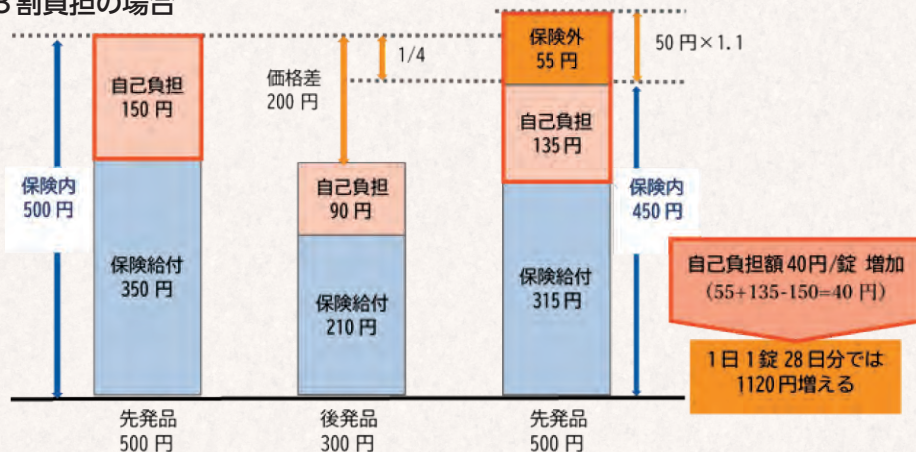 3割負担の場合
保険内
500円
自己負担
150円
保険給付
350円
先発品
500円
価格差
200円
1/4
自己負担
90円
保険給付
210円
後発品
300円
保険外
55円
自己負担
135円
保険給付
315円
先発品
500円
50円×1.1
保険内
450円
自己負担額40円/錠 増加
(55+135-150=40円)
1日1錠28日分では
1120円増える